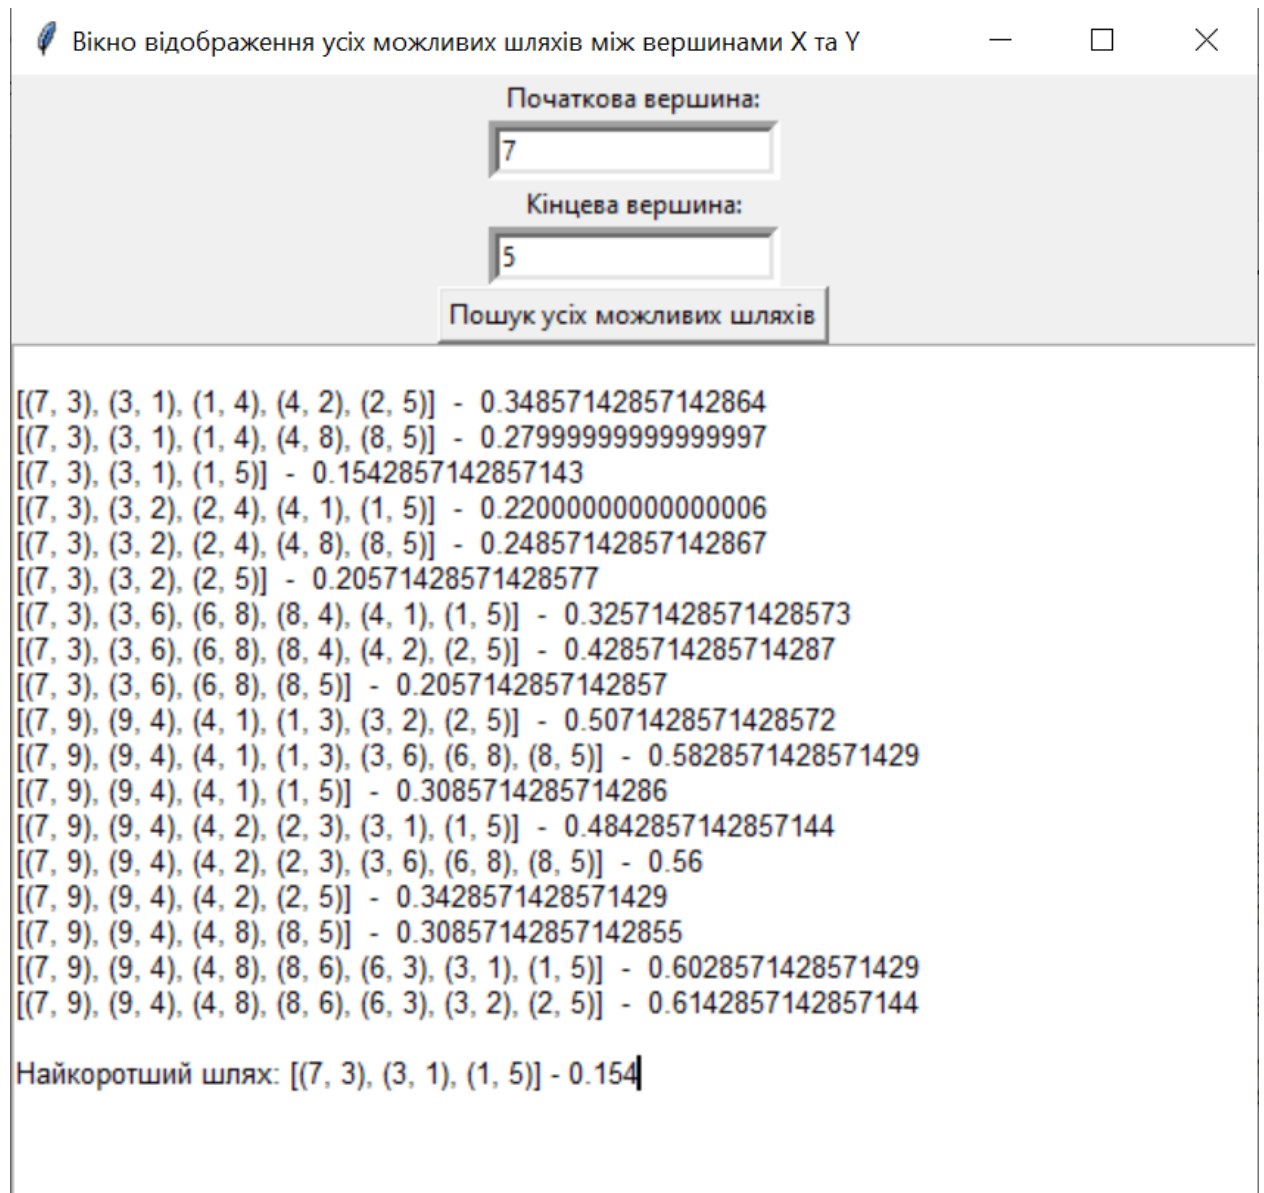 Вікно відображення усіх можливих шляхів між вершинами X та Y
Початкова вершина:
7
Кінцева вершина:
5
Пошук усіх можливих шляхів
[(7, 3), (3, 1), (1, 4), (4, 2), (2, 5)] - 0.34857142857142864
[(7, 3), (3, 1), (1, 4), (4, 8), (8, 5)] - 0.27999999999999997
[(7, 3), (3, 1), (1, 5)] - 0.1542857142857143
[(7, 3), (3, 2), (2, 4), (4, 1), (1, 5)] - 0.22000000000000006
[(7, 3), (3, 2), (2, 4), (4, 8), (8, 5)] - 0.24857142857142867
[(7, 3), (3, 2), (2, 5)] - 0.20571428571428577
[(7, 3), (3, 6), (6, 8), (8, 4), (4, 1), (1, 5)] - 0.32571428571428573
[(7, 3), (3, 6), (6, 8), (8, 4), (4, 2), (2, 5)] - 0.4285714285714287
[(7, 3), (3, 6), (6, 8), (8, 5)] - 0.2057142857142857
[(7, 9), (9, 4), (4, 1), (1, 3), (3, 2), (2, 5)] - 0.5071428571428572
[(7, 9), (9, 4), (4, 1), (1, 3), (3, 6), (6, 8), (8, 5)] - 0.5828571428571429
[(7, 9), (9, 4), (4, 1), (1, 5)] - 0.3085714285714286
[(7, 9), (9, 4), (4, 2), (2, 3), (3, 1), (1, 5)] - 0.4842857142857144
[(7, 9), (9, 4), (4, 2), (2, 3), (3, 6), (6, 8), (8, 5)] - 0.56
[(7, 9), (9, 4), (4, 2), (2, 5)] - 0.3428571428571429
[(7, 9), (9, 4), (4, 8), (8, 5)] - 0.30857142857142855
[(7, 9), (9, 4), (4, 8), (8, 6), (6, 3), (3, 1), (1, 5)] - 0.6028571428571429
[(7, 9), (9, 4), (4, 8), (8, 6), (6, 3), (3, 2), (2, 5)] - 0.6142857142857144
Найкоротший шлях: [(7, 3), (3, 1), (1, 5)] - 0.154